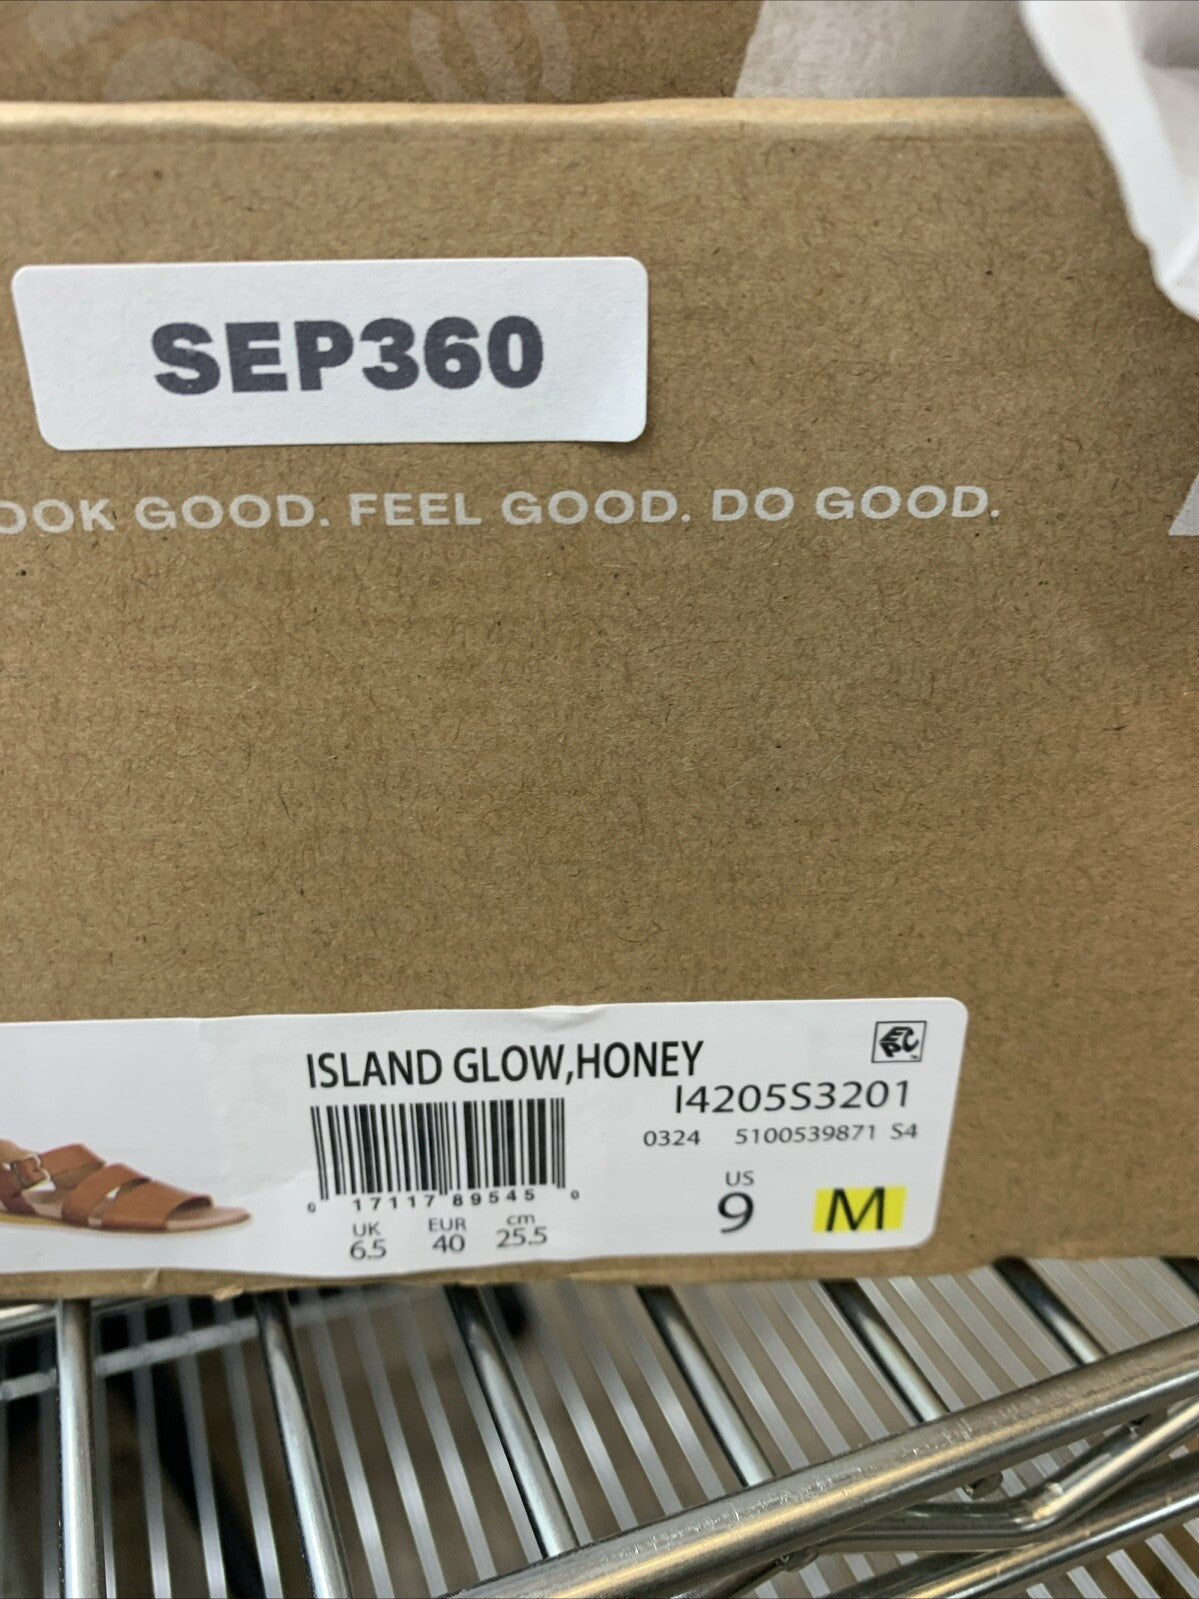 SEP360
OOK GOOD. FEEL GOOD. DO GOOD.
ISLAND GLOW,HONEY
I4205S3201
0324 5100539871 S4
0 17117 89545 0
UK EUR cm
6.5 40 25.5
US
9 M